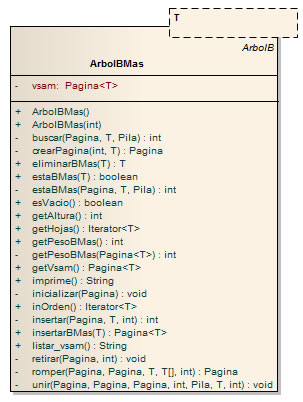 T
ArbolB
ArbolBMas
- vsam: Pagina<T>
+ ArbolBMas()
+ ArbolBMas(int)
- buscar(Pagina, T, Pila) : int
- crearPagina(int, T) : Pagina
+ eliminarBMas(T) : T
+ estaBMas(T) : boolean
- estaBMas(Pagina, T, Pila) : int
+ esVacio() : boolean
+ getAltura() : int
+ getHojas() : Iterator<T>
+ getPesoBMas() : int
- getPesoBMas(Pagina<T>) : int
+ getVsam() : Pagina<T>
+ imprime() : String
- inicializar(Pagina) : void
+ inOrden() : Iterator<T>
- insertar(Pagina, T, int) : int
+ insertarBMas(T) : Pagina<T>
+ listar_vsam() : String
- retirar(Pagina, int) : void
- romper(Pagina, Pagina, T, T[], int) : Pagina
- unir(Pagina, Pagina, Pagina, int, Pila, T, int) : void